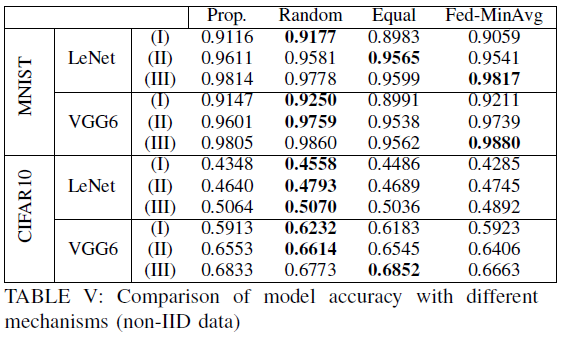 Prop. Random Equal Fed-MinAvg
MNIST LeNet (I) 0.9116 0.9177 0.8983 0.9059
(II) 0.9611 0.9581 0.9565 0.9541
(III) 0.9814 0.9778 0.9599 0.9817
VGG6 (I) 0.9147 0.9250 0.8991 0.9211
(II) 0.9601 0.9759 0.9538 0.9739
(III) 0.9805 0.9860 0.9562 0.9880
CIFAR10 LeNet (I) 0.4348 0.4558 0.4486 0.4285
(II) 0.4640 0.4793 0.4689 0.4745
(III) 0.5064 0.5070 0.5036 0.4892
VGG6 (I) 0.5913 0.6232 0.6183 0.5923
(II) 0.6553 0.6614 0.6545 0.6406
(III) 0.6833 0.6773 0.6852 0.6663
TABLE V: Comparison of model accuracy with different
mechanisms (non-IID data)